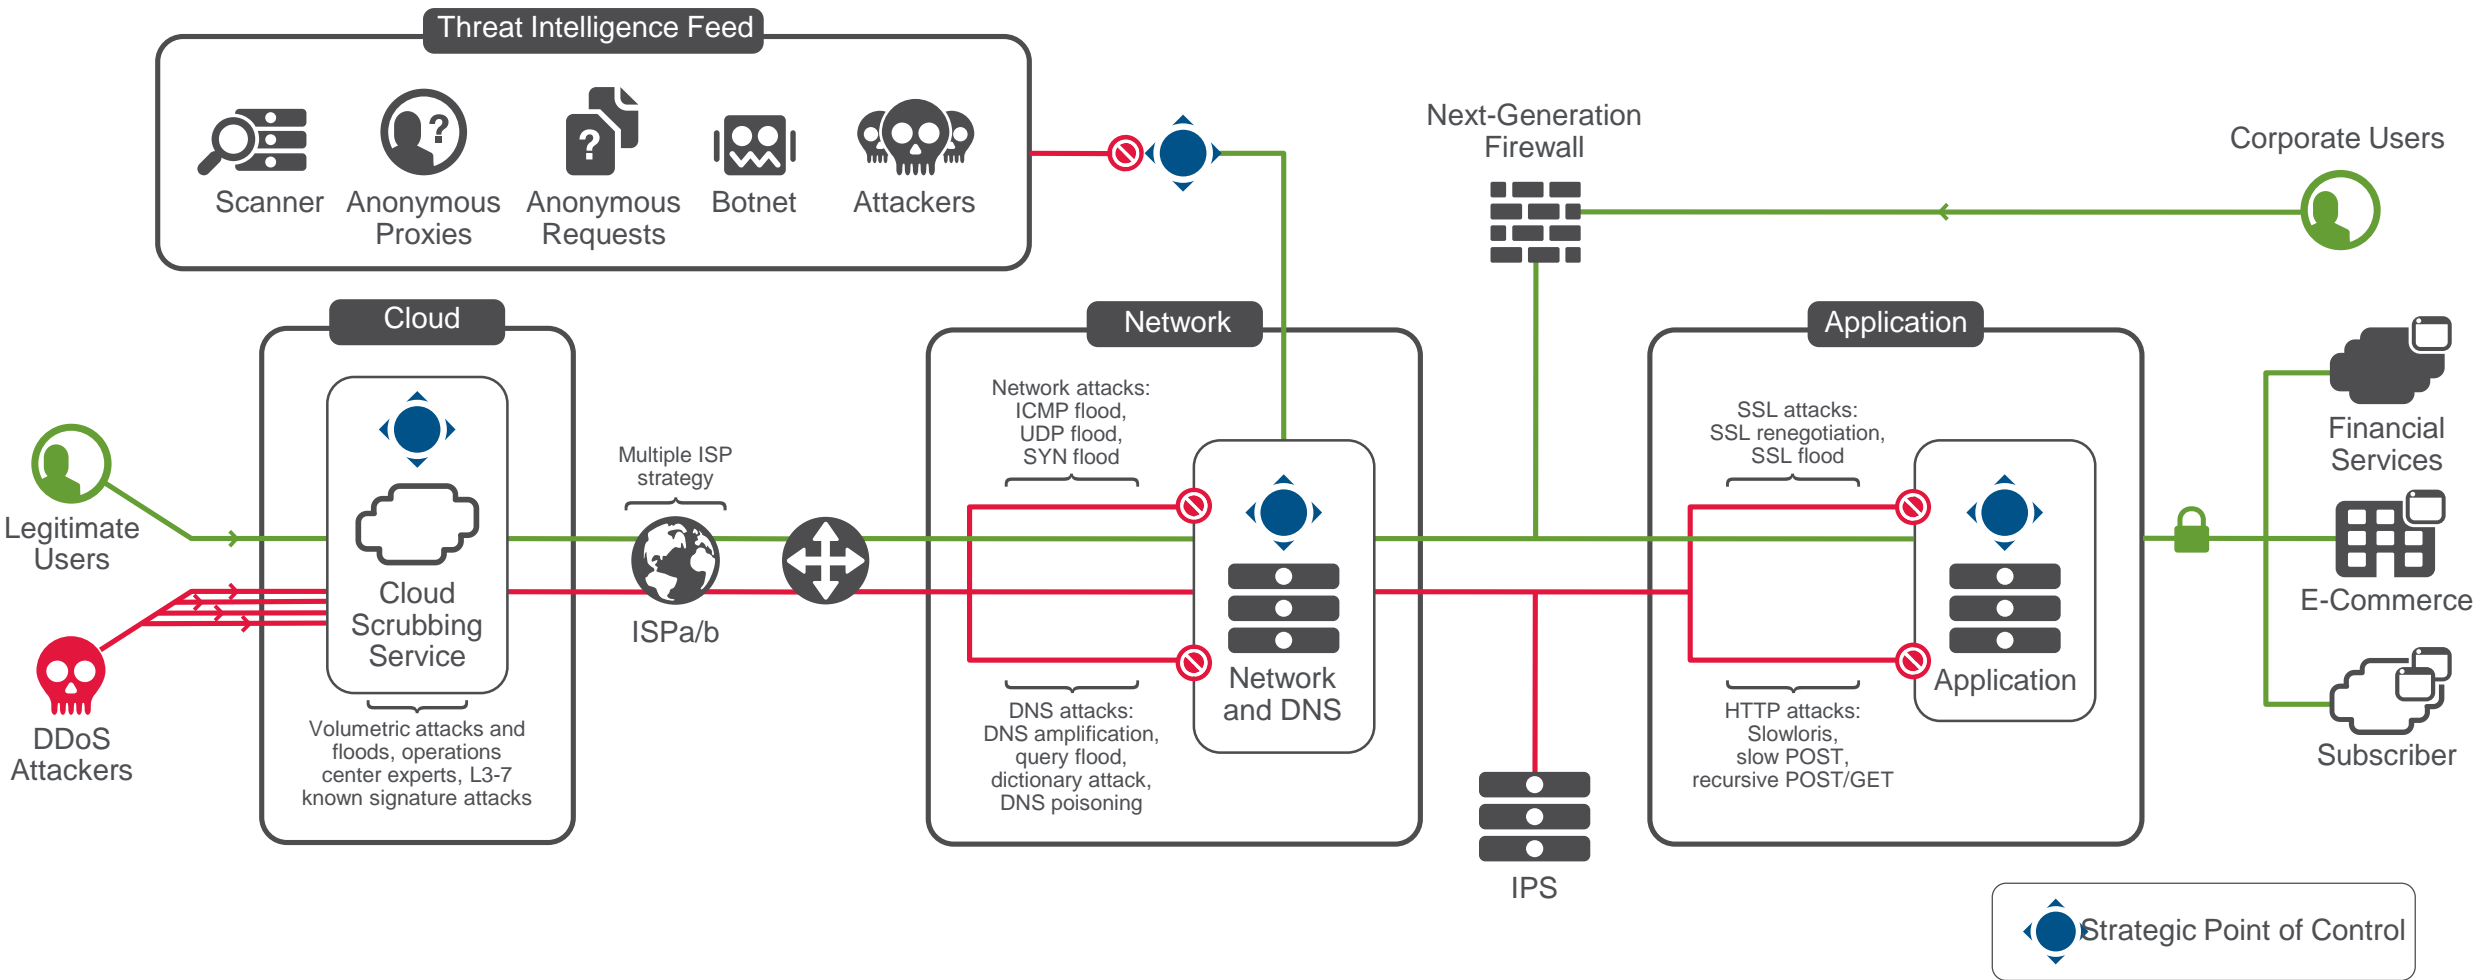 Threat Intelligence Feed
Scanner
Anonymous
Proxies
Anonymous
Requests
Botnet
Attackers
Next-Generation
Firewall
Corporate Users
Cloud
Network
Application
Legitimate
Users
DDoS
Attackers
Cloud
Scrubbing
Service
Volumetric attacks and
floods, operations
center experts, L3-7
known signature attacks
Multiple ISP
strategy
ISPa/b
Network attacks:
ICMP flood,
UDP flood,
SYN flood
DNS attacks:
DNS amplification,
query flood,
dictionary attack,
DNS poisoning
Network
and DNS
IPS
SSL attacks:
SSL renegotiation,
SSL flood
HTTP attacks:
Slowloris,
slow POST,
recursive POST/GET
Application
Financial
Services
E-Commerce
Subscriber
Strategic Point of Control